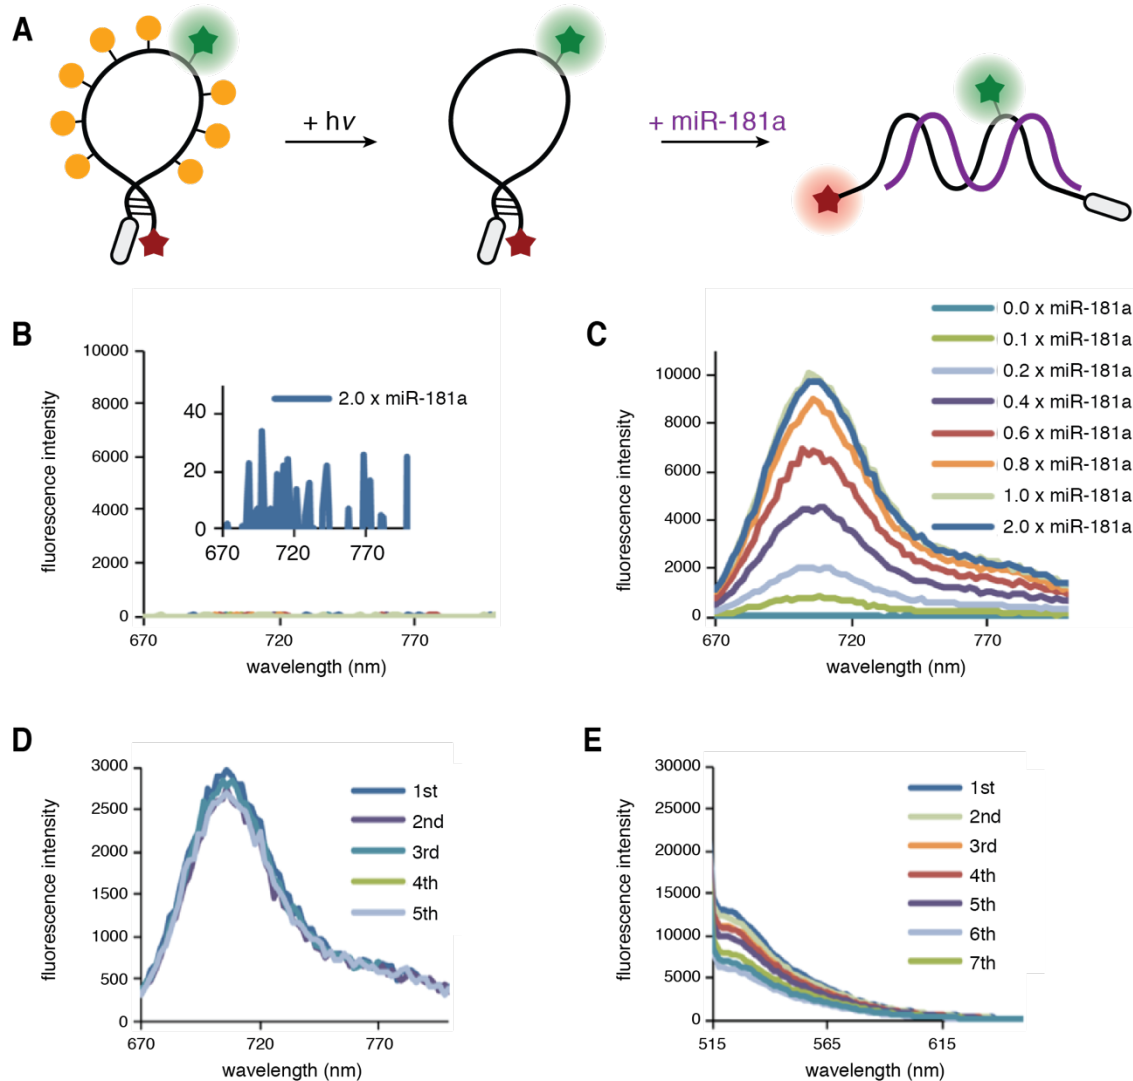 A
+ hv
+ miR-181a
B
10000
8000
6000
4000
2000
0
fluorescence intensity
40
20
0
670 720 770
2.0 x miR-181a
670 720 770
wavelength (nm)
C
10000
8000
6000
4000
2000
0
fluorescence intensity
0.0 x miR-181a
0.1 x miR-181a
0.2 x miR-181a
0.4 x miR-181a
0.6 x miR-181a
0.8 x miR-181a
1.0 x miR-181a
2.0 x miR-181a
670 720 770
wavelength (nm)
D
3000
2500
2000
1500
1000
500
0
fluorescence intensity
1st
2nd
3rd
4th
5th
670 720 770
wavelength (nm)
E
30000
25000
20000
15000
10000
5000
0
fluorescence intensity
1st
2nd
3rd
4th
5th
6th
7th
515 565 615
wavelength (nm)